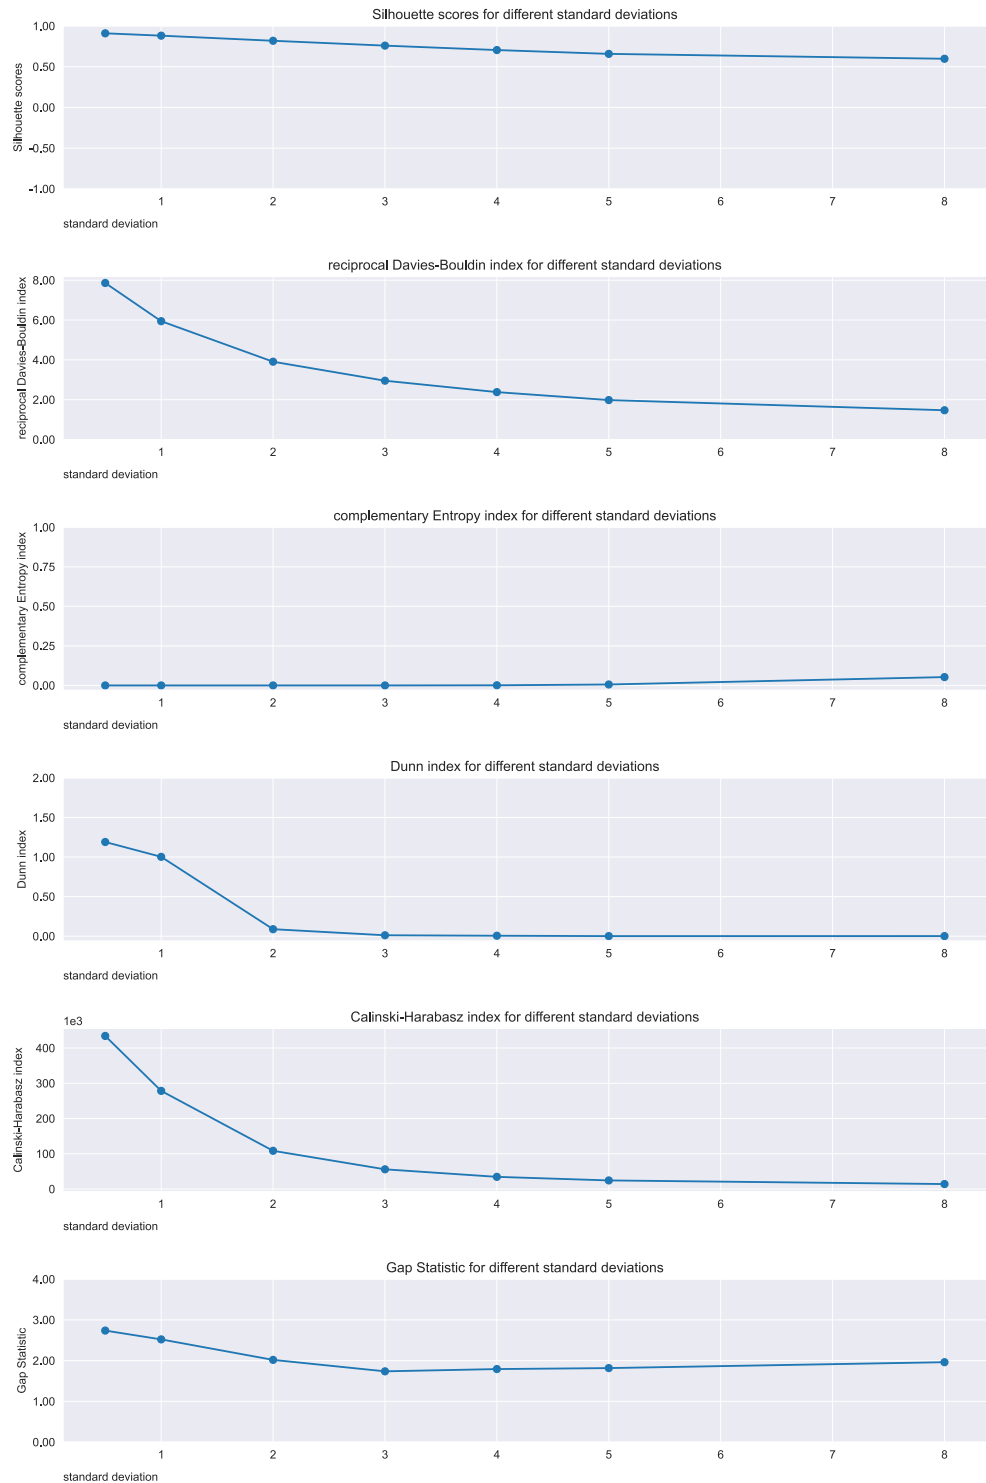 Silhouette scores for different standard deviations
Silhouette scores
1.00
0.50
0.00
-0.50
-1.00
1 2 3 4 5 6 7 8
standard deviation
reciprocal Davies-Bouldin index for different standard deviations
reciprocal Davies-Bouldin index
8.00
6.00
4.00
2.00
0.00
1 2 3 4 5 6 7 8
standard deviation
complementary Entropy index for different standard deviations
complementary Entropy index
1.00
0.75
0.50
0.25
0.00
1 2 3 4 5 6 7 8
standard deviation
Dunn index for different standard deviations
Dunn index
2.00
1.50
1.00
0.50
0.00
1 2 3 4 5 6 7 8
standard deviation
Calinski-Harabasz index for different standard deviations
Calinski-Harabasz index
1e3
400
300
200
100
0
1 2 3 4 5 6 7 8
standard deviation
Gap Statistic for different standard deviations
Gap Statistic
4.00
3.00
2.00
1.00
0.00
1 2 3 4 5 6 7 8
standard deviation